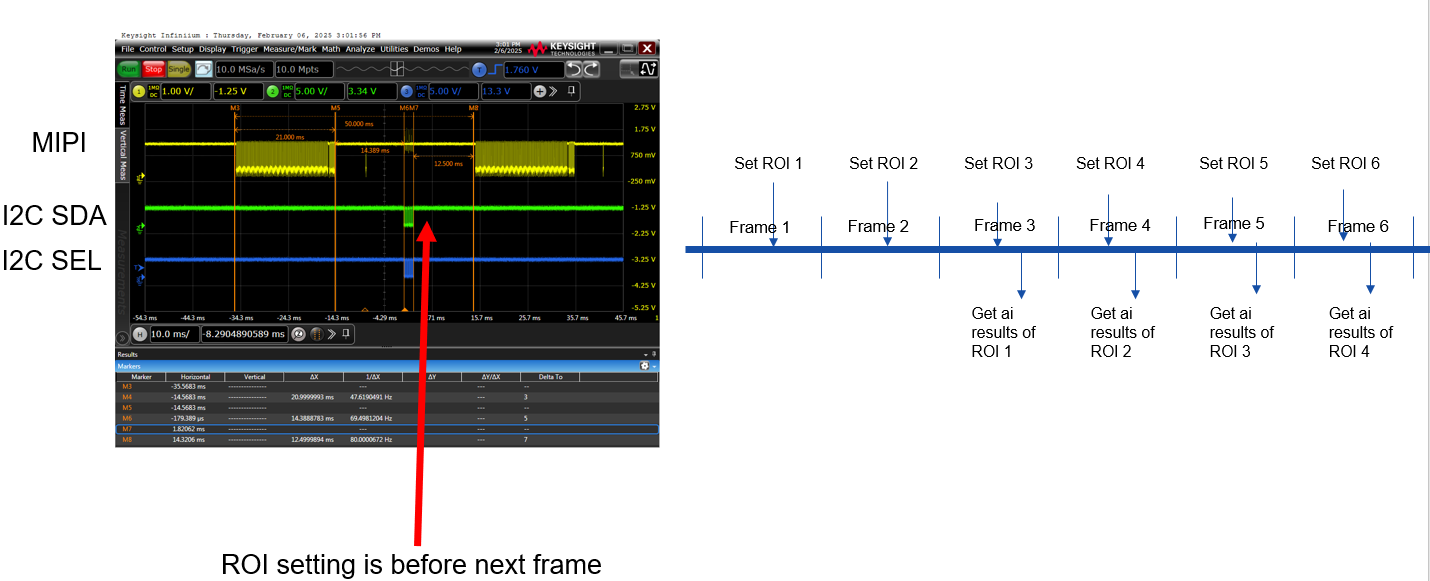 Keysight Infiniium : Thursday, February 06, 2025 3:01:56 PM
File Control Setup Display Trigger Measure/Mark Math Analyze Utilities Demos Help
3:01 PM
2/6/2025
KEYSIGHT
TECHNOLOGIES
Run Stop Single 10.0 MSa/s 10.0 Mpts T 1.760 V
1 1MΩ DC 1.00 V/ -1.25 V 2 1MΩ DC 5.00 V/ 3.34 V 3 1MΩ DC 5.00 V/ 13.3 V
Time Meas
Vertical Meas
Measurements
M3 M5 M6M7 M8
50.000 ms
21.000 ms
14.389 ms
12.500 ms
2.75 V
1.75 V
750 mV
-250 mV
-1.25 V
-2.25 V
-3.25 V
-4.25 V
-5.25 V
MIPI
I2C SDA
I2C SEL
-54.3 ms -44.3 ms -34.3 ms -24.3 ms -14.3 ms -4.29 ms 5.71 ms 15.7 ms 25.7 ms 35.7 ms 45.7 ms
H 10.0 ms/ -8.2904890589 ms
Results
Markers
Marker Horizontal Vertical ΔX 1/ΔX ΔY ΔY/ΔX Delta To
M3 -35.5683 ms --------------- --- --- --
M4 -14.5683 ms --------------- 20.9999993 ms 47.6190491 Hz --- 3
M5 -14.5683 ms --------------- --- --- --
M6 -179.389 µs --------------- 14.3888783 ms 69.4981204 Hz --- 5
M7 1.82062 ms --------------- --- --- --
M8 14.3206 ms --------------- 12.4999894 ms 80.0000672 Hz --- 7
ROI setting is before next frame
Set ROI 1 Set ROI 2 Set ROI 3 Set ROI 4 Set ROI 5 Set ROI 6
Frame 1 Frame 2 Frame 3 Frame 4 Frame 5 Frame 6
Get ai results of ROI 1
Get ai results of ROI 2
Get ai results of ROI 3
Get ai results of ROI 4